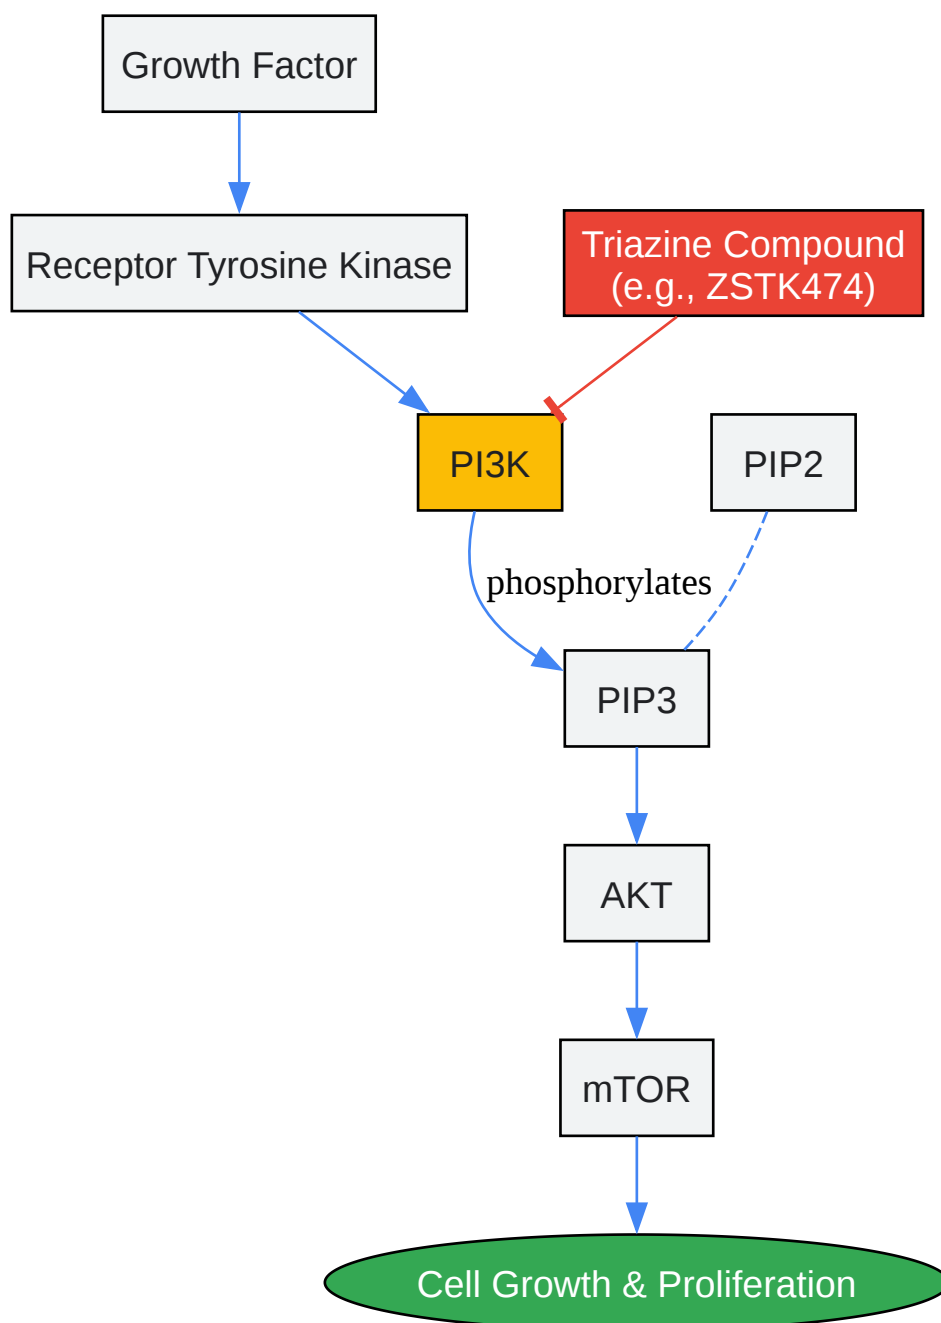 Growth Factor
Receptor Tyrosine Kinase
Triazine Compound
(e.g., ZSTK474)
PI3K
PIP2
phosphorylates
PIP3
AKT
mTOR
Cell Growth & Proliferation